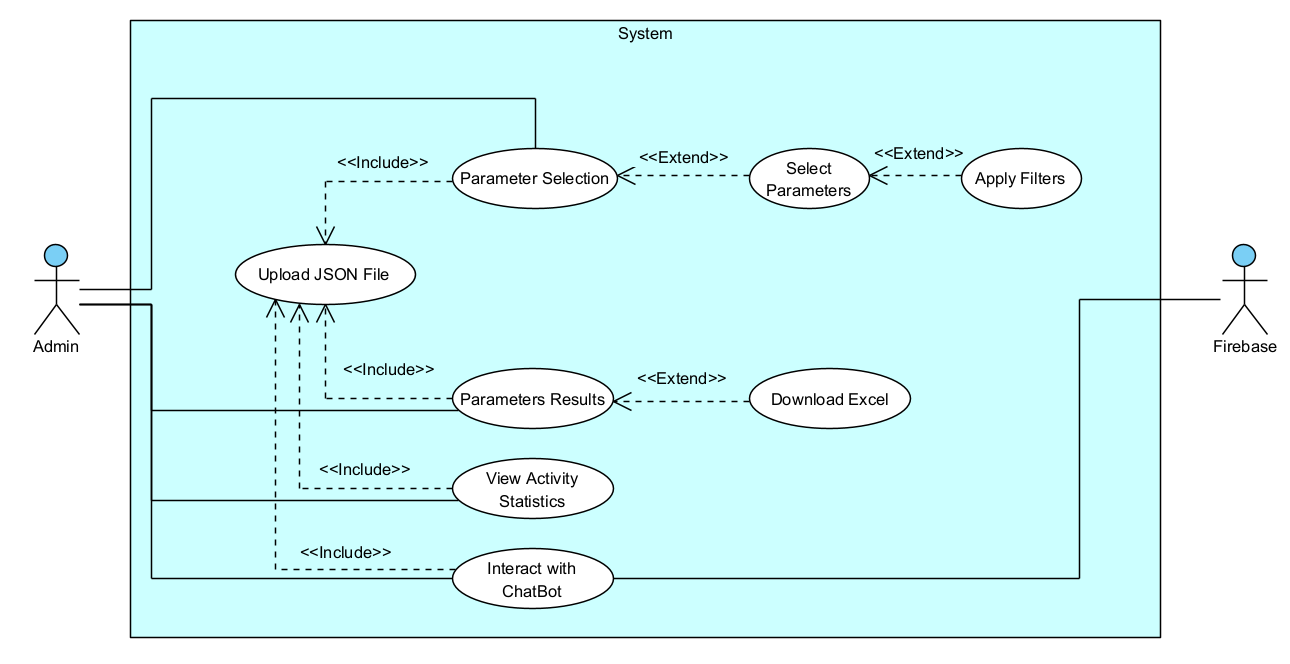 System
<<Include>>
Parameter Selection
<<Extend>>
Select
Parameters
<<Extend>>
Apply Filters
Upload JSON File
Admin
Firebase
<<Include>>
Parameters Results
<<Extend>>
Download Excel
<<Include>>
View Activity
Statistics
<<Include>>
Interact with
ChatBot